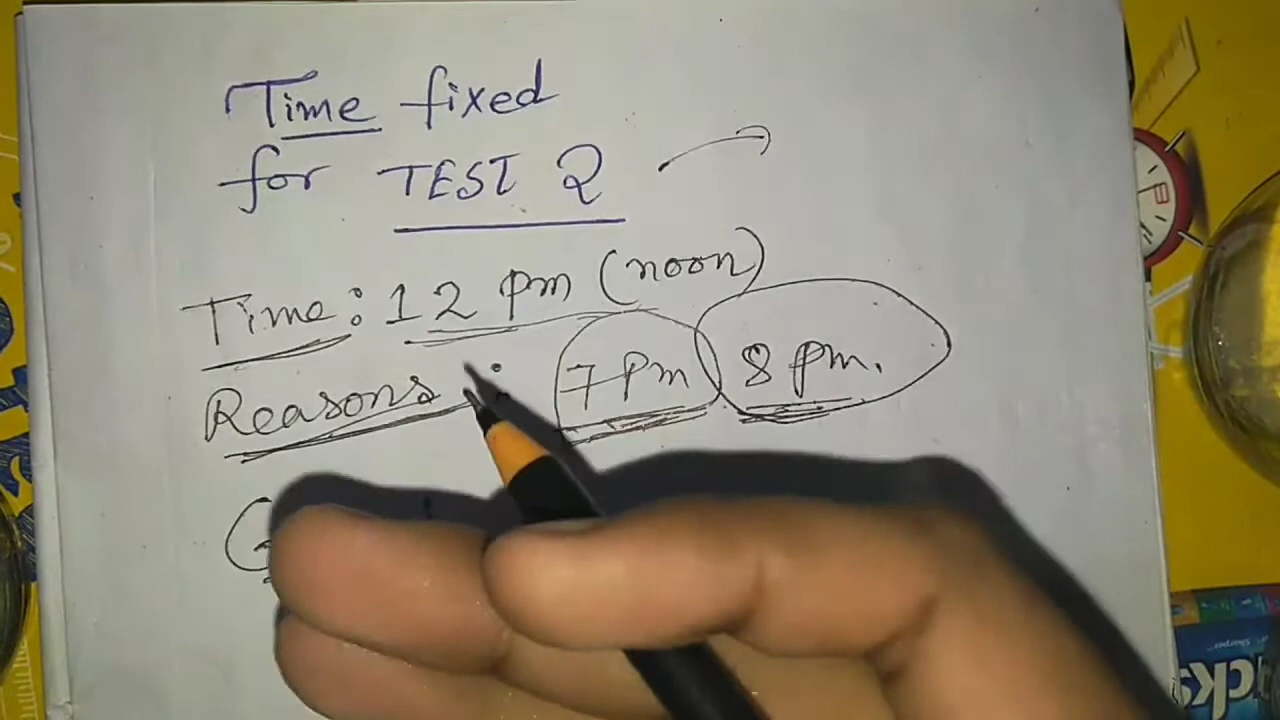 Time fixed
for TEST 2
Time: 12 pm (noon)
Reasons : 7 Pm 8 pm.